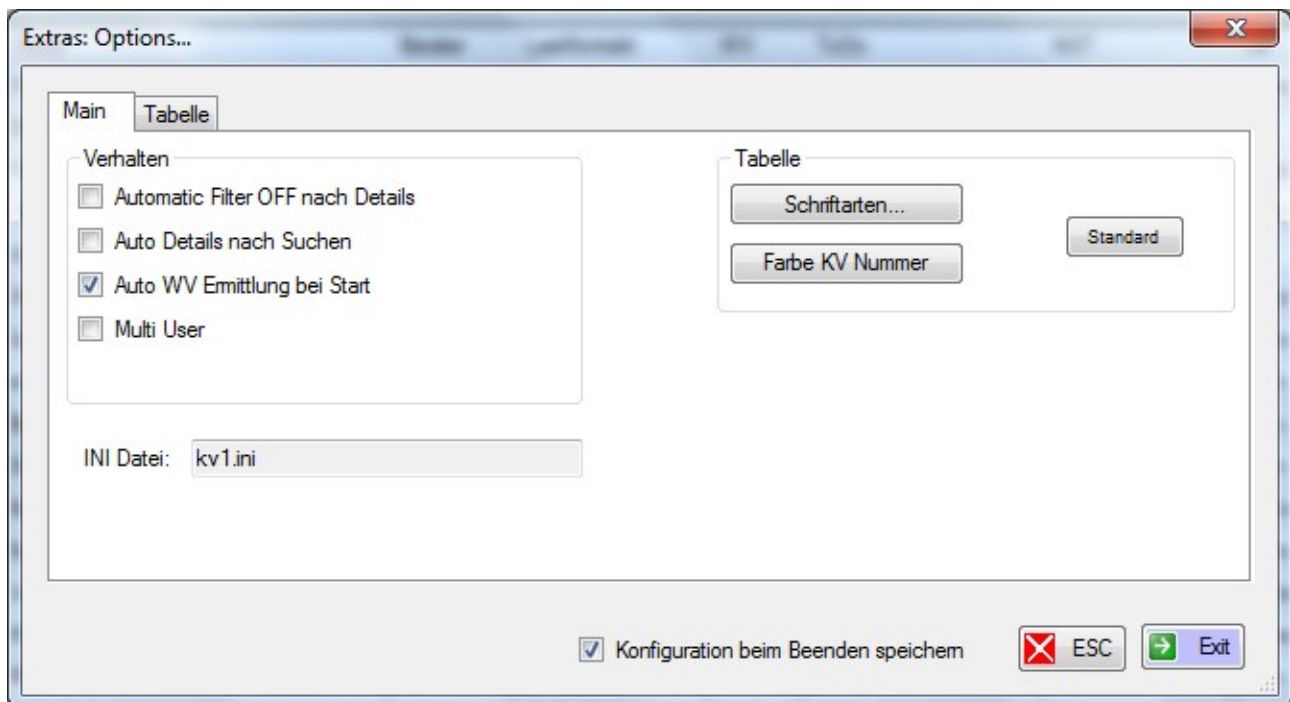 Extras: Options...
Main
Tabelle
Verhalten
Automatic Filter OFF nach Details
Auto Details nach Suchen
Auto WV Ermittlung bei Start
Multi User
INI Datei:
kv1.ini
Tabelle
Schriftarten...
Farbe KV Nummer
Standard
Konfiguration beim Beenden speichern
ESC
Exit